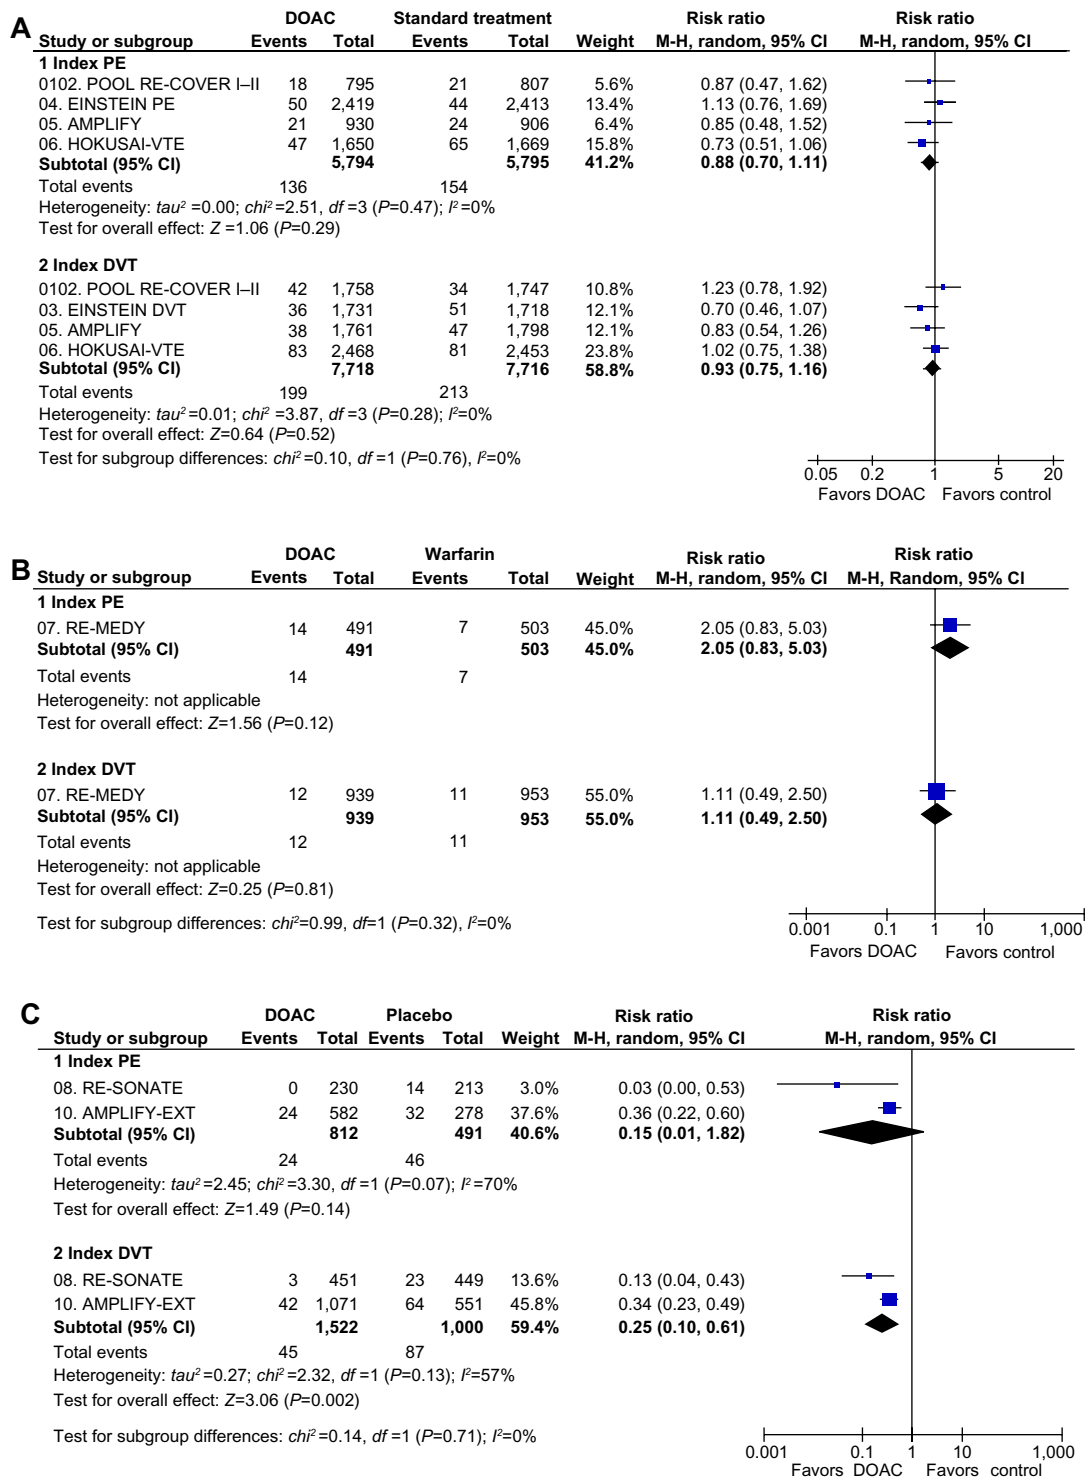 A
DOAC Standard treatment Risk ratio Risk ratio
Study or subgroup Events Total Events Total Weight M-H, random, 95% CI M-H, random, 95% CI
1 Index PE
0102. POOL RE-COVER I–II 18 795 21 807 5.6% 0.87 (0.47, 1.62)
04. EINSTEIN PE 50 2,419 44 2,413 13.4% 1.13 (0.76, 1.69)
05. AMPLIFY 21 930 24 906 6.4% 0.85 (0.48, 1.52)
06. HOKUSAI-VTE 47 1,650 65 1,669 15.8% 0.73 (0.51, 1.06)
Subtotal (95% CI) 5,794 5,795 41.2% 0.88 (0.70, 1.11)
Total events 136 154
Heterogeneity: tau² =0.00; chi² =2.51, df =3 (P=0.47); I² =0%
Test for overall effect: Z =1.06 (P=0.29)
2 Index DVT
0102. POOL RE-COVER I–II 42 1,758 34 1,747 10.8% 1.23 (0.78, 1.92)
03. EINSTEIN DVT 36 1,731 51 1,718 12.1% 0.70 (0.46, 1.07)
05. AMPLIFY 38 1,761 47 1,798 12.1% 0.83 (0.54, 1.26)
06. HOKUSAI-VTE 83 2,468 81 2,453 23.8% 1.02 (0.75, 1.38)
Subtotal (95% CI) 7,718 7,716 58.8% 0.93 (0.75, 1.16)
Total events 199 213
Heterogeneity: tau² =0.01; chi² =3.87, df =3 (P=0.28); I²=0%
Test for overall effect: Z=0.64 (P=0.52)
Test for subgroup differences: chi² =0.10, df =1 (P=0.76), I²=0%
0.05 0.2 1 5 20
Favors DOAC Favors control
B
DOAC Warfarin Risk ratio Risk ratio
Study or subgroup Events Total Events Total Weight M-H, random, 95% CI M-H, Random, 95% CI
1 Index PE
07. RE-MEDY 14 491 7 503 45.0% 2.05 (0.83, 5.03)
Subtotal (95% CI) 491 503 45.0% 2.05 (0.83, 5.03)
Total events 14 7
Heterogeneity: not applicable
Test for overall effect: Z=1.56 (P=0.12)
2 Index DVT
07. RE-MEDY 12 939 11 953 55.0% 1.11 (0.49, 2.50)
Subtotal (95% CI) 939 953 55.0% 1.11 (0.49, 2.50)
Total events 12 11
Heterogeneity: not applicable
Test for overall effect: Z=0.25 (P=0.81)
Test for subgroup differences: chi²=0.99, df=1 (P=0.32), I²=0%
0.001 0.1 1 10 1,000
Favors DOAC Favors control
C
DOAC Placebo Risk ratio Risk ratio
Study or subgroup Events Total Events Total Weight M-H, random, 95% CI M-H, random, 95% CI
1 Index PE
08. RE-SONATE 0 230 14 213 3.0% 0.03 (0.00, 0.53)
10. AMPLIFY-EXT 24 582 32 278 37.6% 0.36 (0.22, 0.60)
Subtotal (95% CI) 812 491 40.6% 0.15 (0.01, 1.82)
Total events 24 46
Heterogeneity: tau² =2.45; chi² =3.30, df =1 (P=0.07); I² =70%
Test for overall effect: Z=1.49 (P=0.14)
2 Index DVT
08. RE-SONATE 3 451 23 449 13.6% 0.13 (0.04, 0.43)
10. AMPLIFY-EXT 42 1,071 64 551 45.8% 0.34 (0.23, 0.49)
Subtotal (95% CI) 1,522 1,000 59.4% 0.25 (0.10, 0.61)
Total events 45 87
Heterogeneity: tau² =0.27; chi² =2.32, df =1 (P=0.13); I²=57%
Test for overall effect: Z=3.06 (P=0.002)
Test for subgroup differences: chi² =0.14, df =1 (P=0.71); I²=0%
0.001 0.1 1 10 1,000
Favors DOAC Favors control